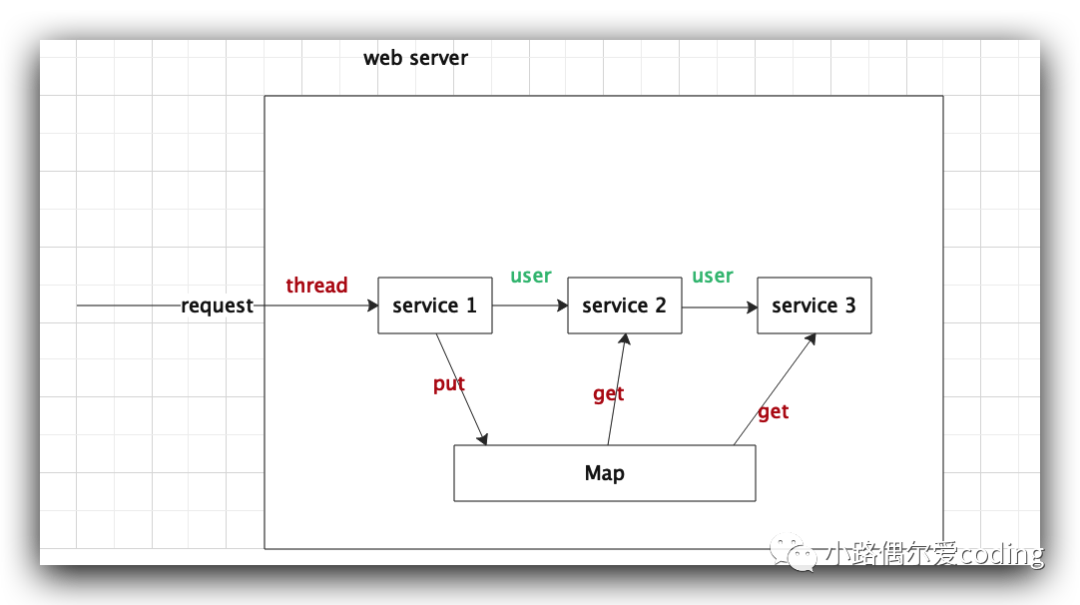 web server
request
thread
service 1
user
service 2
user
service 3
put
get
get
Map
小路偶尔爱coding